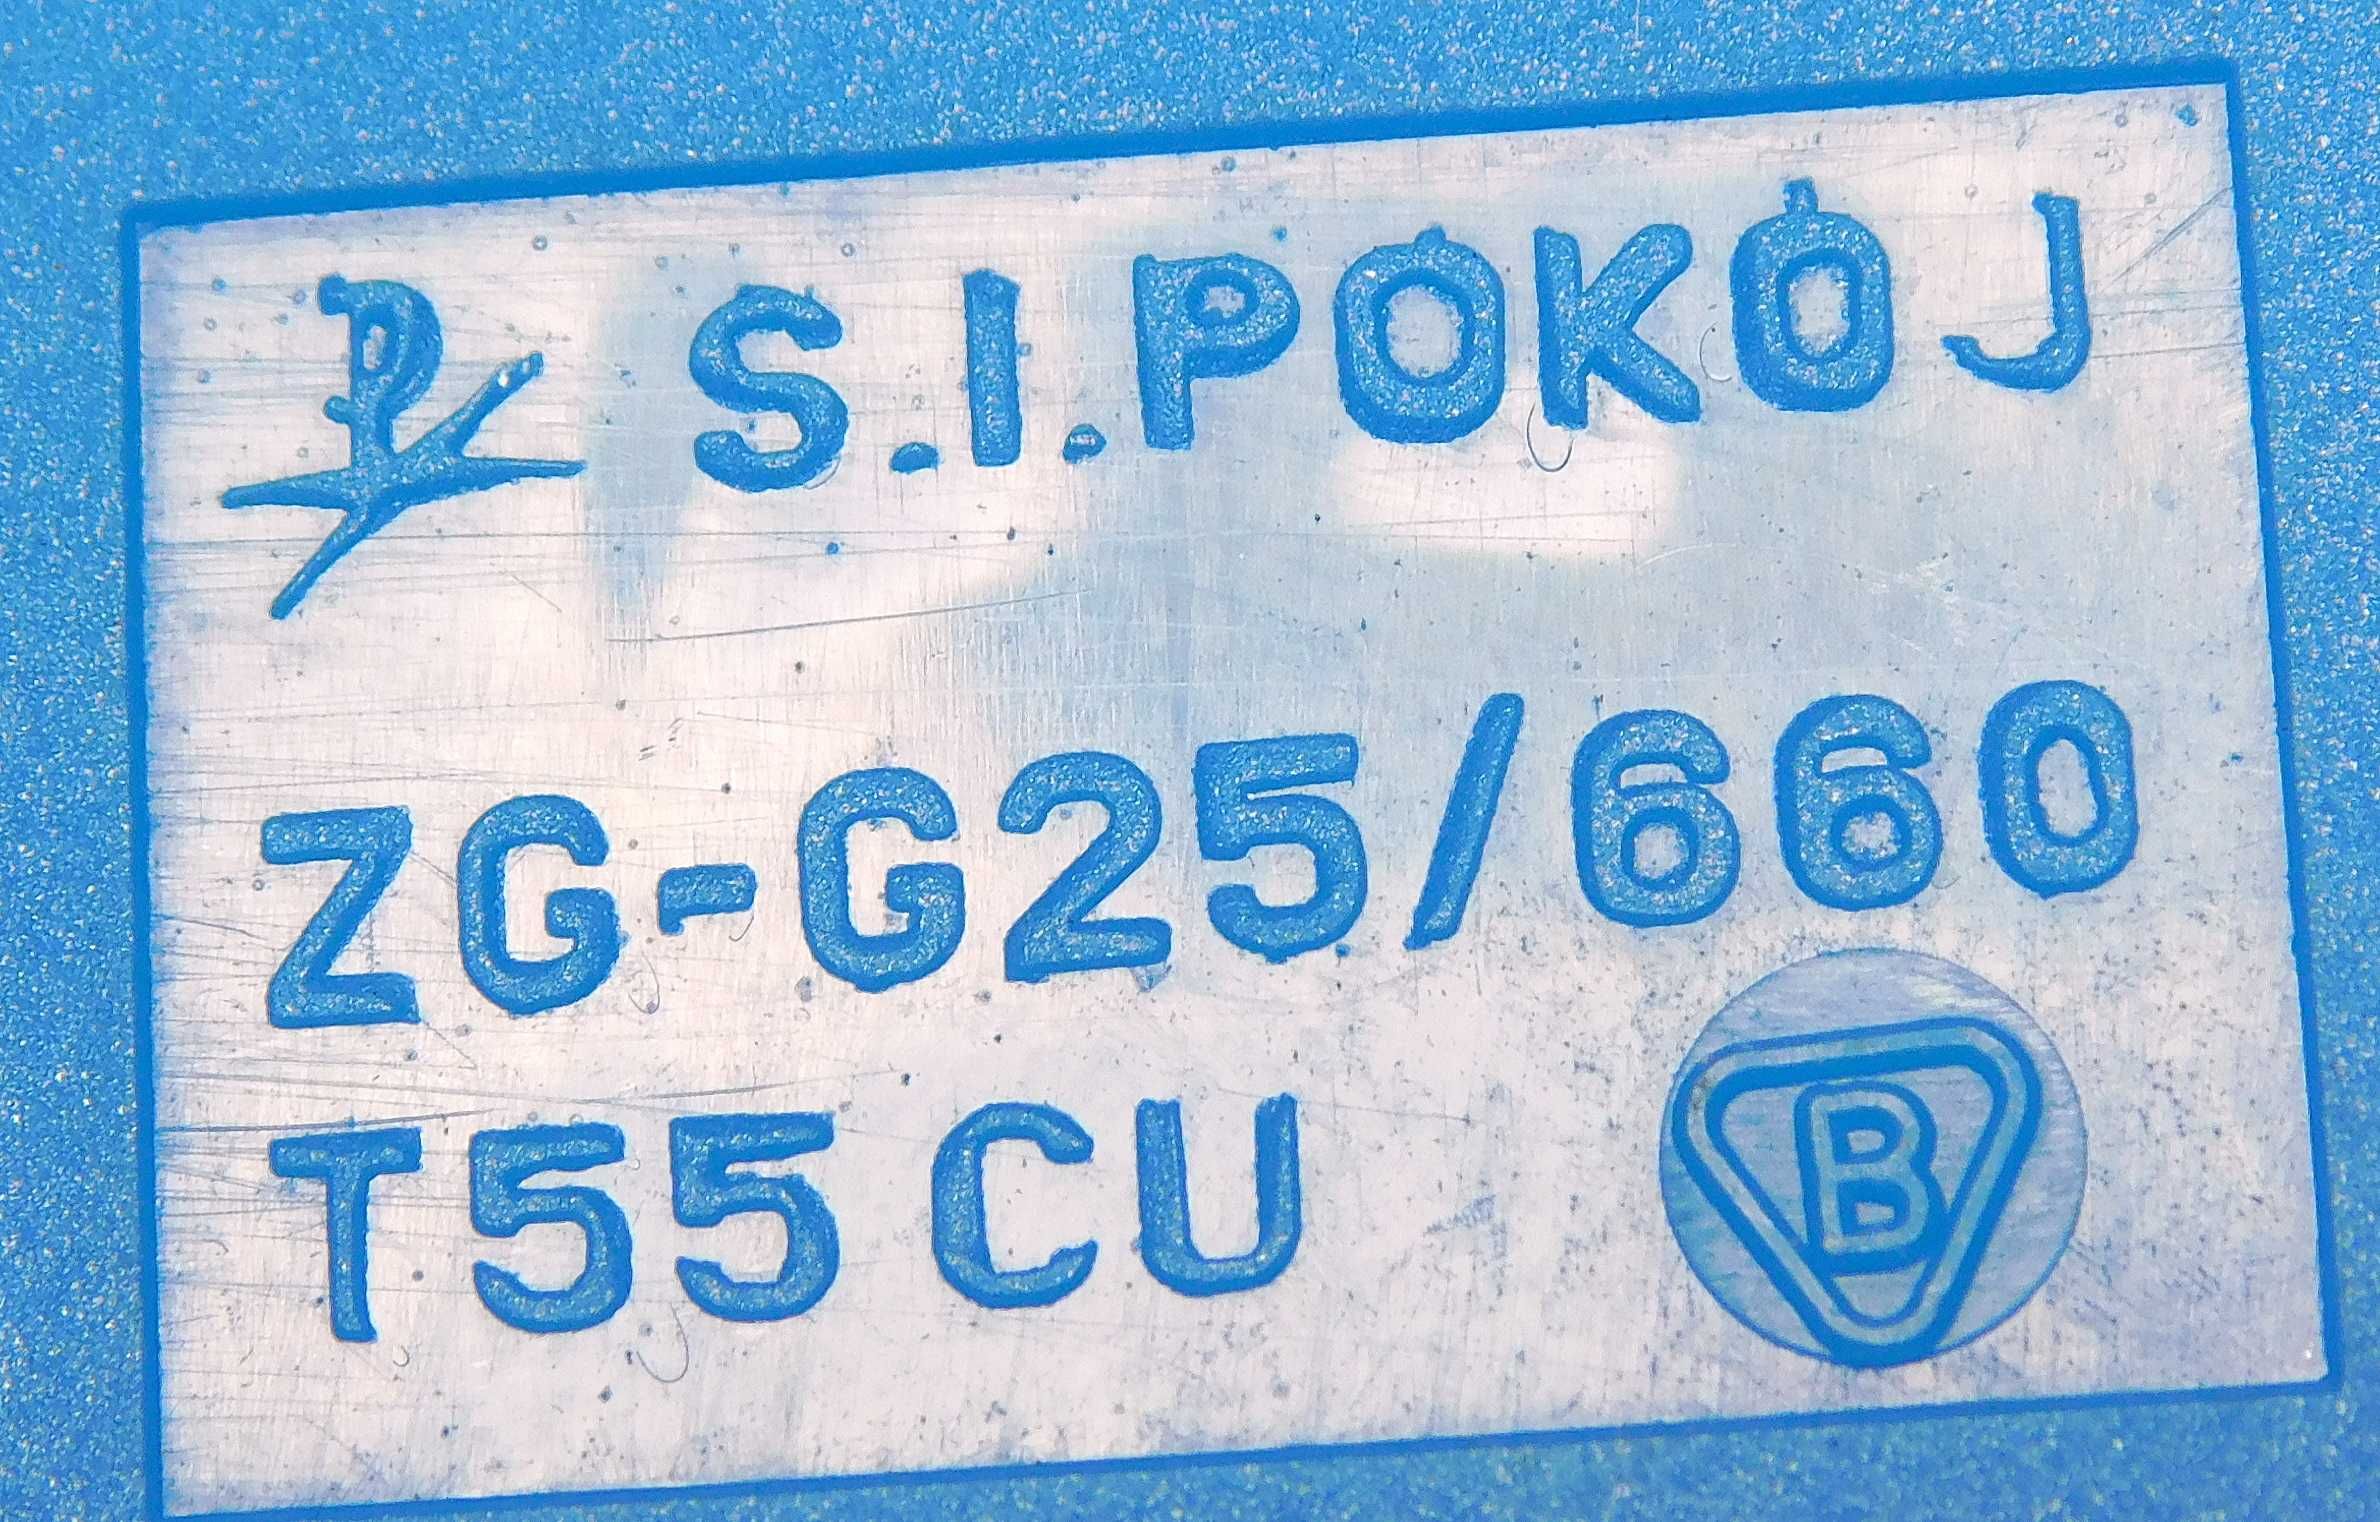 S.I.POKÓJ
ZG-G25/660
T55 CU
B